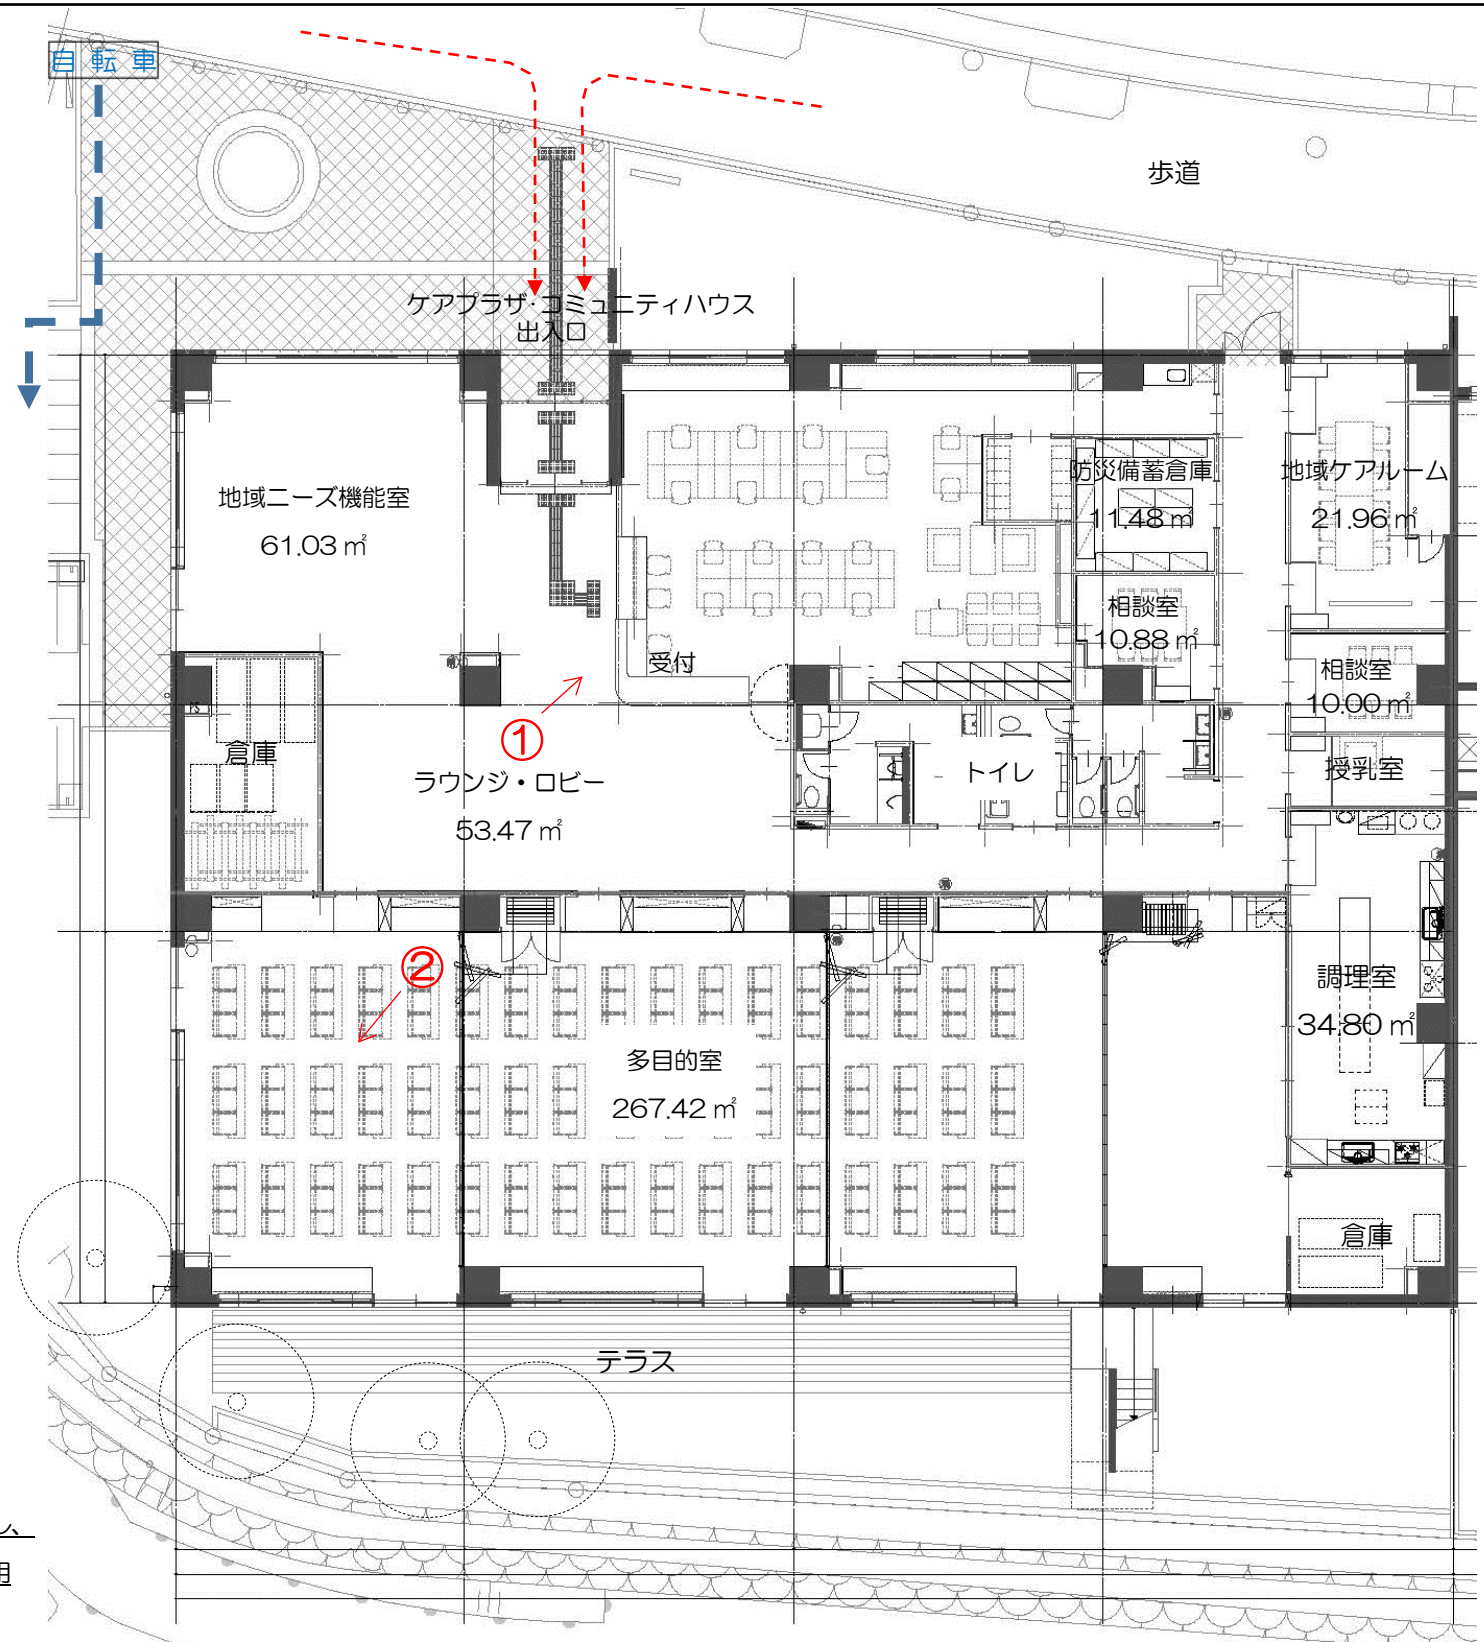 自転車
歩道
ケアプラザ・コミュニティハウス
出入口
地域ニーズ機能室
61.03㎡
防災備蓄倉庫
11.48㎡
地域ケアルーム
21.96㎡
相談室
10.88㎡
受付
相談室
10.00㎡
①
倉庫
ラウンジ・ロビー
53.47㎡
トイレ
授乳室
②
多目的室
267.42㎡
調理室
34.80㎡
倉庫
テラス